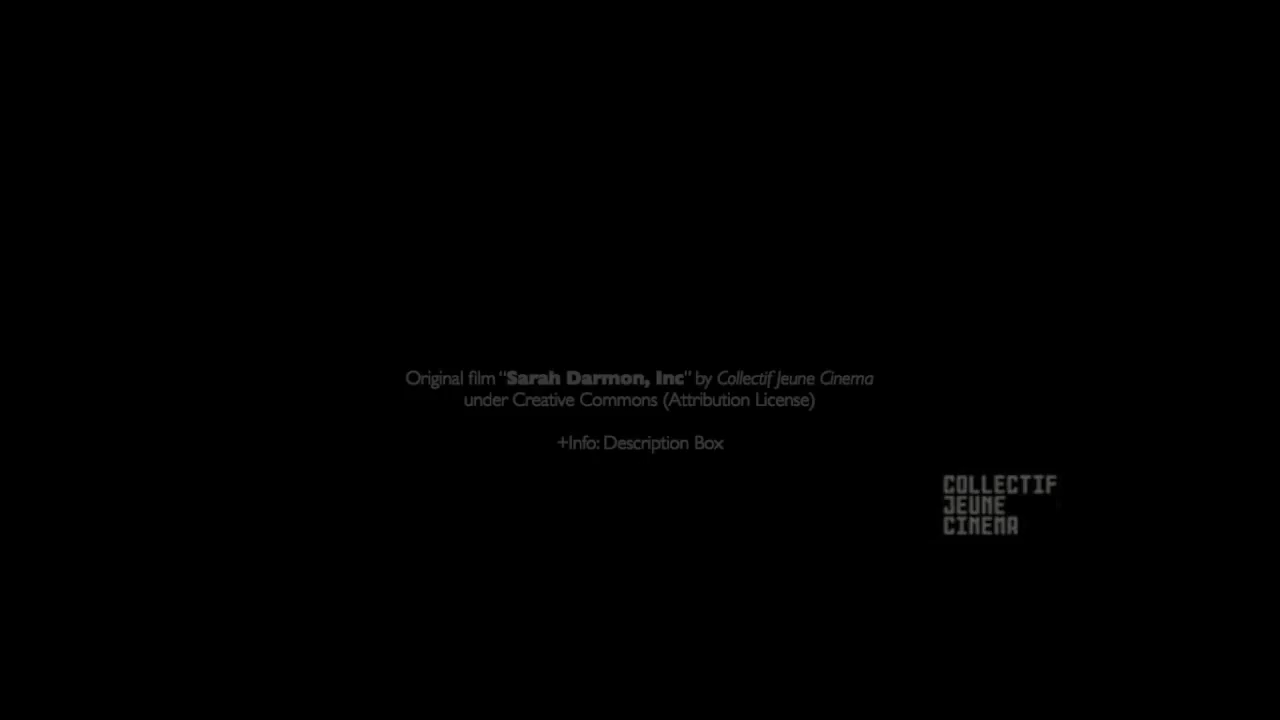 Original film “Sarah Darmon, Inc” by Collectif Jeune Cinema
under Creative Commons (Attribution License)
+Info: Description Box
COLLECTIF
JEUNE
CINEMA